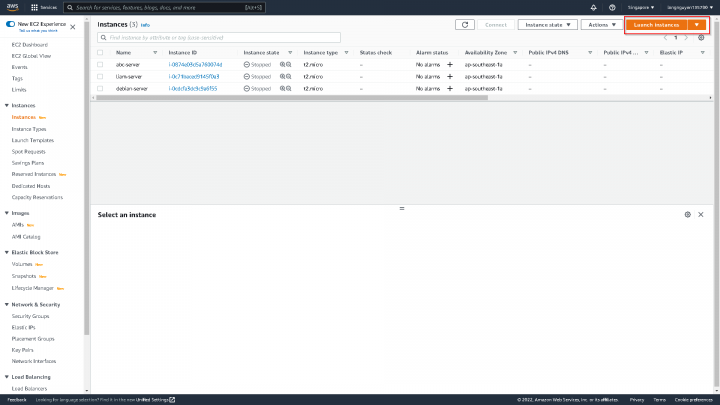 aws Services Search for services, features, blogs, docs, and more [Alt+S] Singapore
New EC2 Experience
Tell us what you think
EC2 Dashboard
EC2 Global View
Events
Tags
Limits
Instances
Instances New
Instance Types
Launch Templates
Spot Requests
Savings Plans
Reserved Instances New
Dedicated Hosts
Capacity Reservations
Images
AMIs New
AMI Catalog
Elastic Block Store
Volumes New
Snapshots New
Lifecycle Manager New
Network & Security
Security Groups
Elastic IPs
Placement Groups
Key Pairs
Network Interfaces
Load Balancing
Load Balancers
Instances (3) Info Connect Instance state Actions Launch instances
Find instance by attribute or tag (case-sensitive) 1
Name Instance ID Instance state Instance type Status check Alarm status Availability Zone Public IPv4 DNS Public IPv4 ... Elastic IP
abc-server Stopped t2.micro – No alarms + ap-southeast-1a – – –
Stopped t2.micro – No alarms + ap-southeast-1a – – –
debian-server Stopped t2.micro – No alarms + ap-southeast-1a – – –
Select an instance
Feedback Looking for language selection? Find it in the new Unified Settings © 2022, Amazon Web Services, Inc. or its affiliates. Privacy Terms Cookie preferences